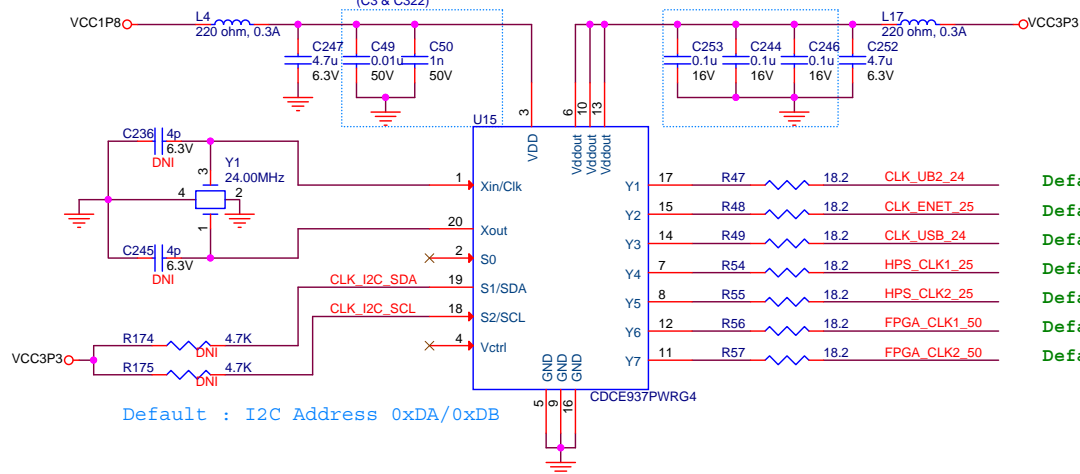 (C3 & C322)
VCC1P8
L4
220 ohm, 0.3A
C247
4.7u
6.3V
C49
0.01u
50V
C50
1n
50V
C253
0.1u
16V
C244
0.1u
16V
C246
0.1u
16V
C252
4.7u
6.3V
L17
220 ohm, 0.3A
VCC3P3
U15
3
VDD
6
10
13
Vddout
Vddout
Vddout
C236
4p
6.3V
DNI
3
Y1
24.00MHz
4
2
1
C245
4p
6.3V
DNI
1
Xin/Clk
20
Xout
2
S0
CLK_I2C_SDA
19
S1/SDA
CLK_I2C_SCL
18
S2/SCL
4
Vctrl
Y1
17
R47
18.2
CLK_UB2_24
Defa
Y2
15
R48
18.2
CLK_ENET_25
Defa
Y3
14
R49
18.2
CLK_USB_24
Defa
Y4
7
R54
18.2
HPS_CLK1_25
Defa
Y5
8
R55
18.2
HPS_CLK2_25
Defa
Y6
12
R56
18.2
FPGA_CLK1_50
Defa
Y7
11
R57
18.2
FPGA_CLK2_50
Defa
R174
4.7K
DNI
VCC3P3
R175
4.7K
DNI
GND
GND
GND
5
9
16
CDCE937PWRG4
Default : I2C Address 0xDA/0xDB